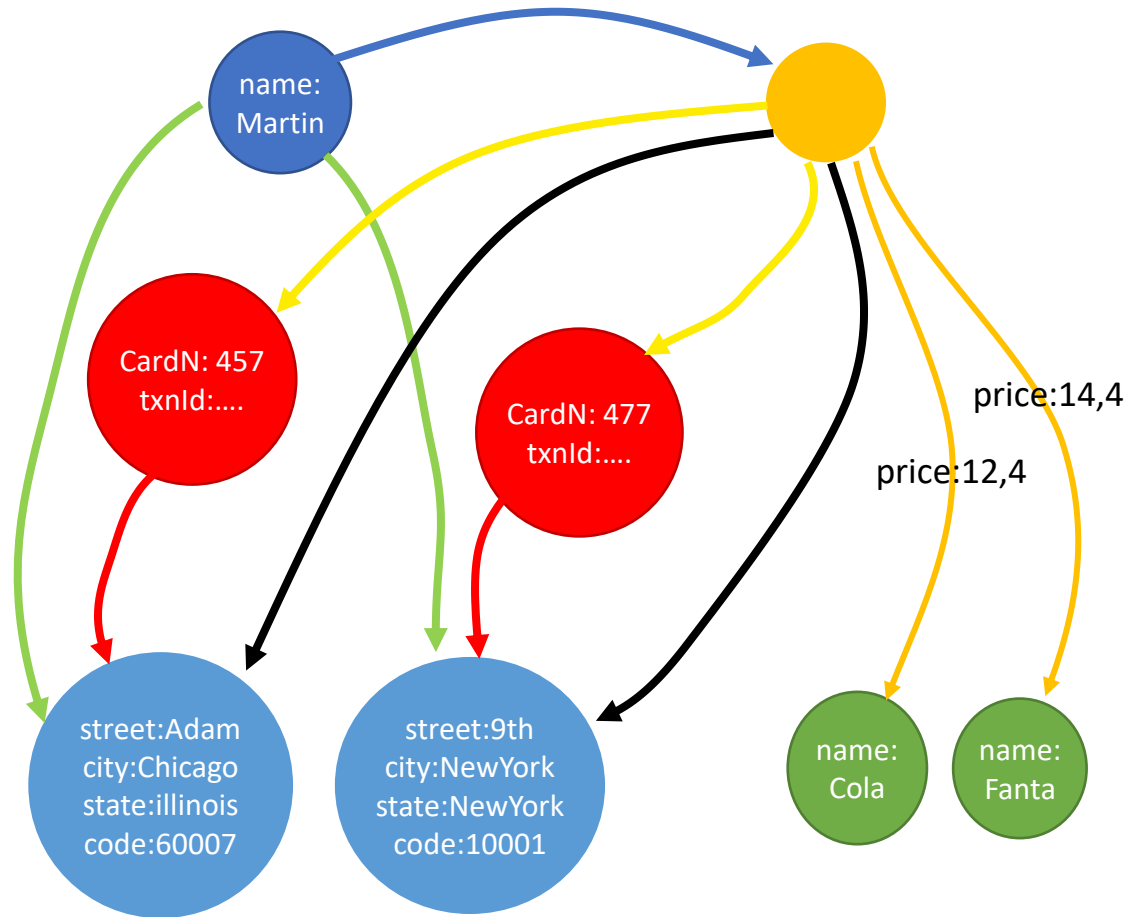 name:
Martin
CardN: 457
txnId:....
CardN: 477
txnId:....
price:14,4
price:12,4
street:Adam
city:Chicago
state:illinois
code:60007
street:9th
city:NewYork
state:NewYork
code:10001
name:
Cola
name:
Fanta